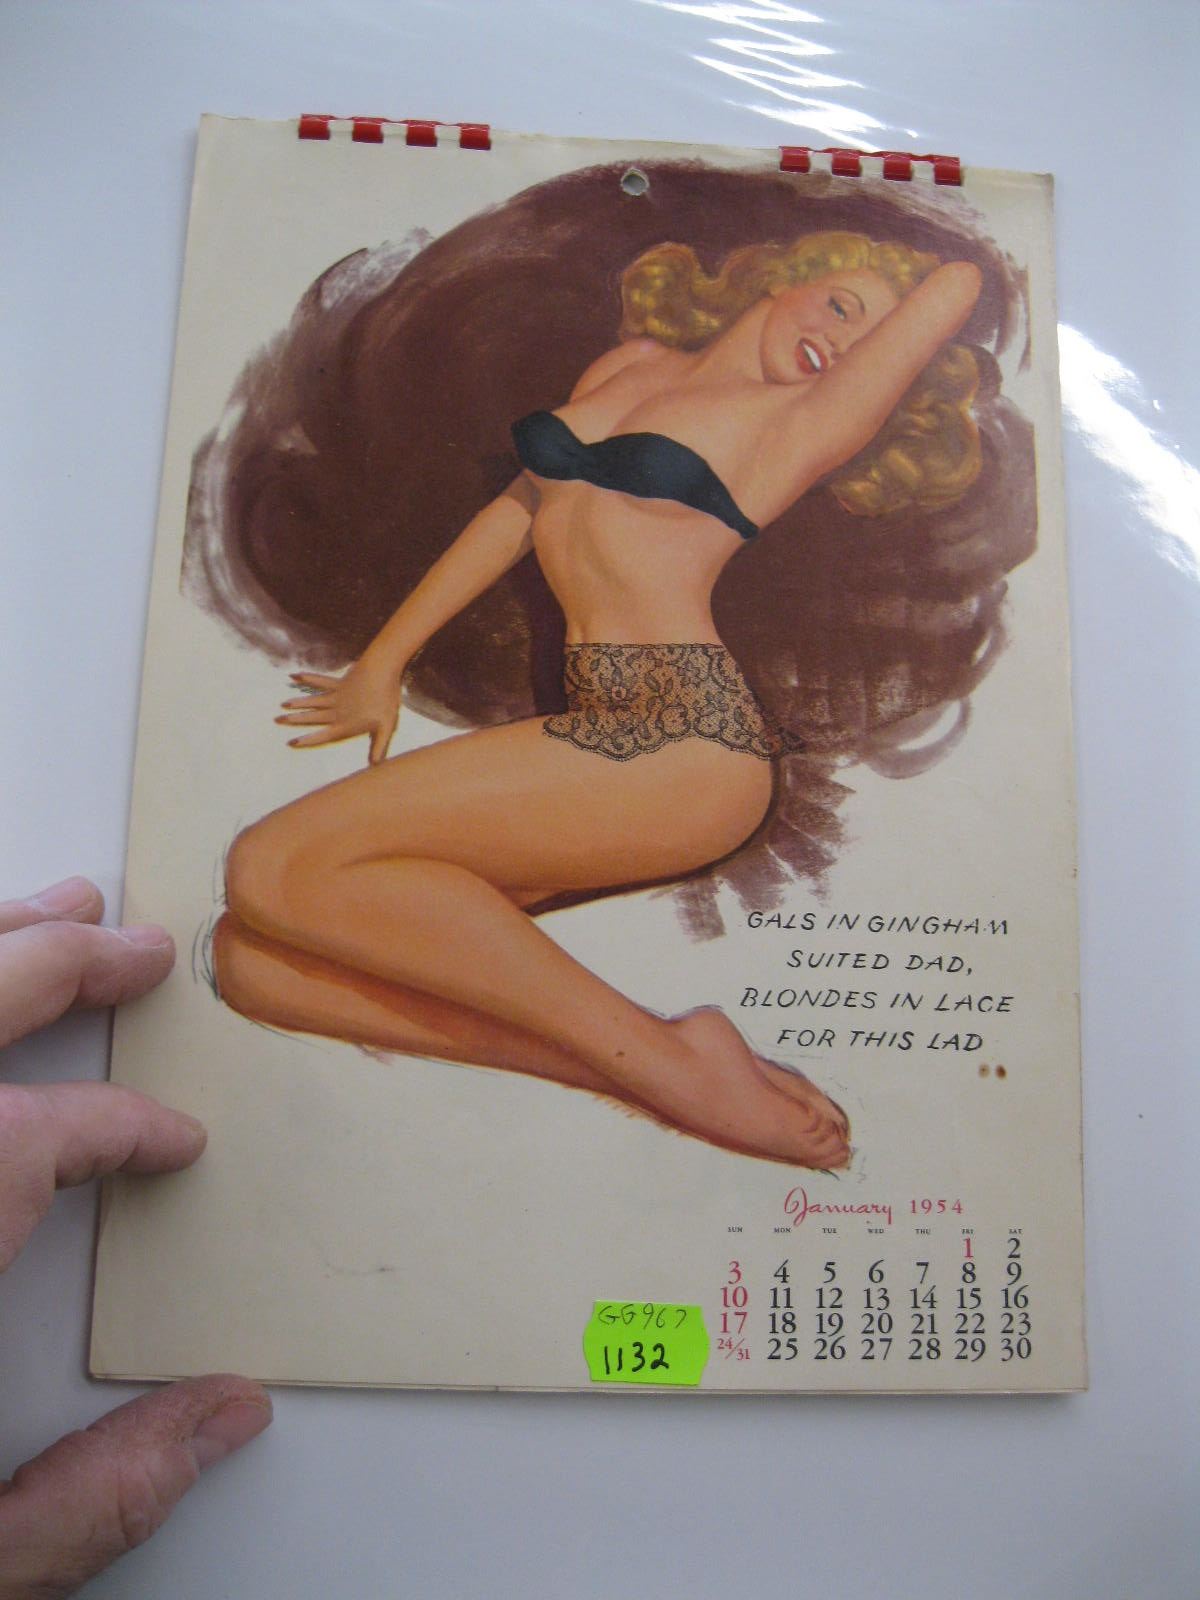 GALS IN GINGHAM
SUITED DAD,
BLONDES IN LACE
FOR THIS LAD
January 1954
SUN MON TUE WED THU FRI SAT
1 2
3 4 5 6 7 8 9
10 11 12 13 14 15 16
17 18 19 20 21 22 23
24/31 25 26 27 28 29 30
GG967
1132